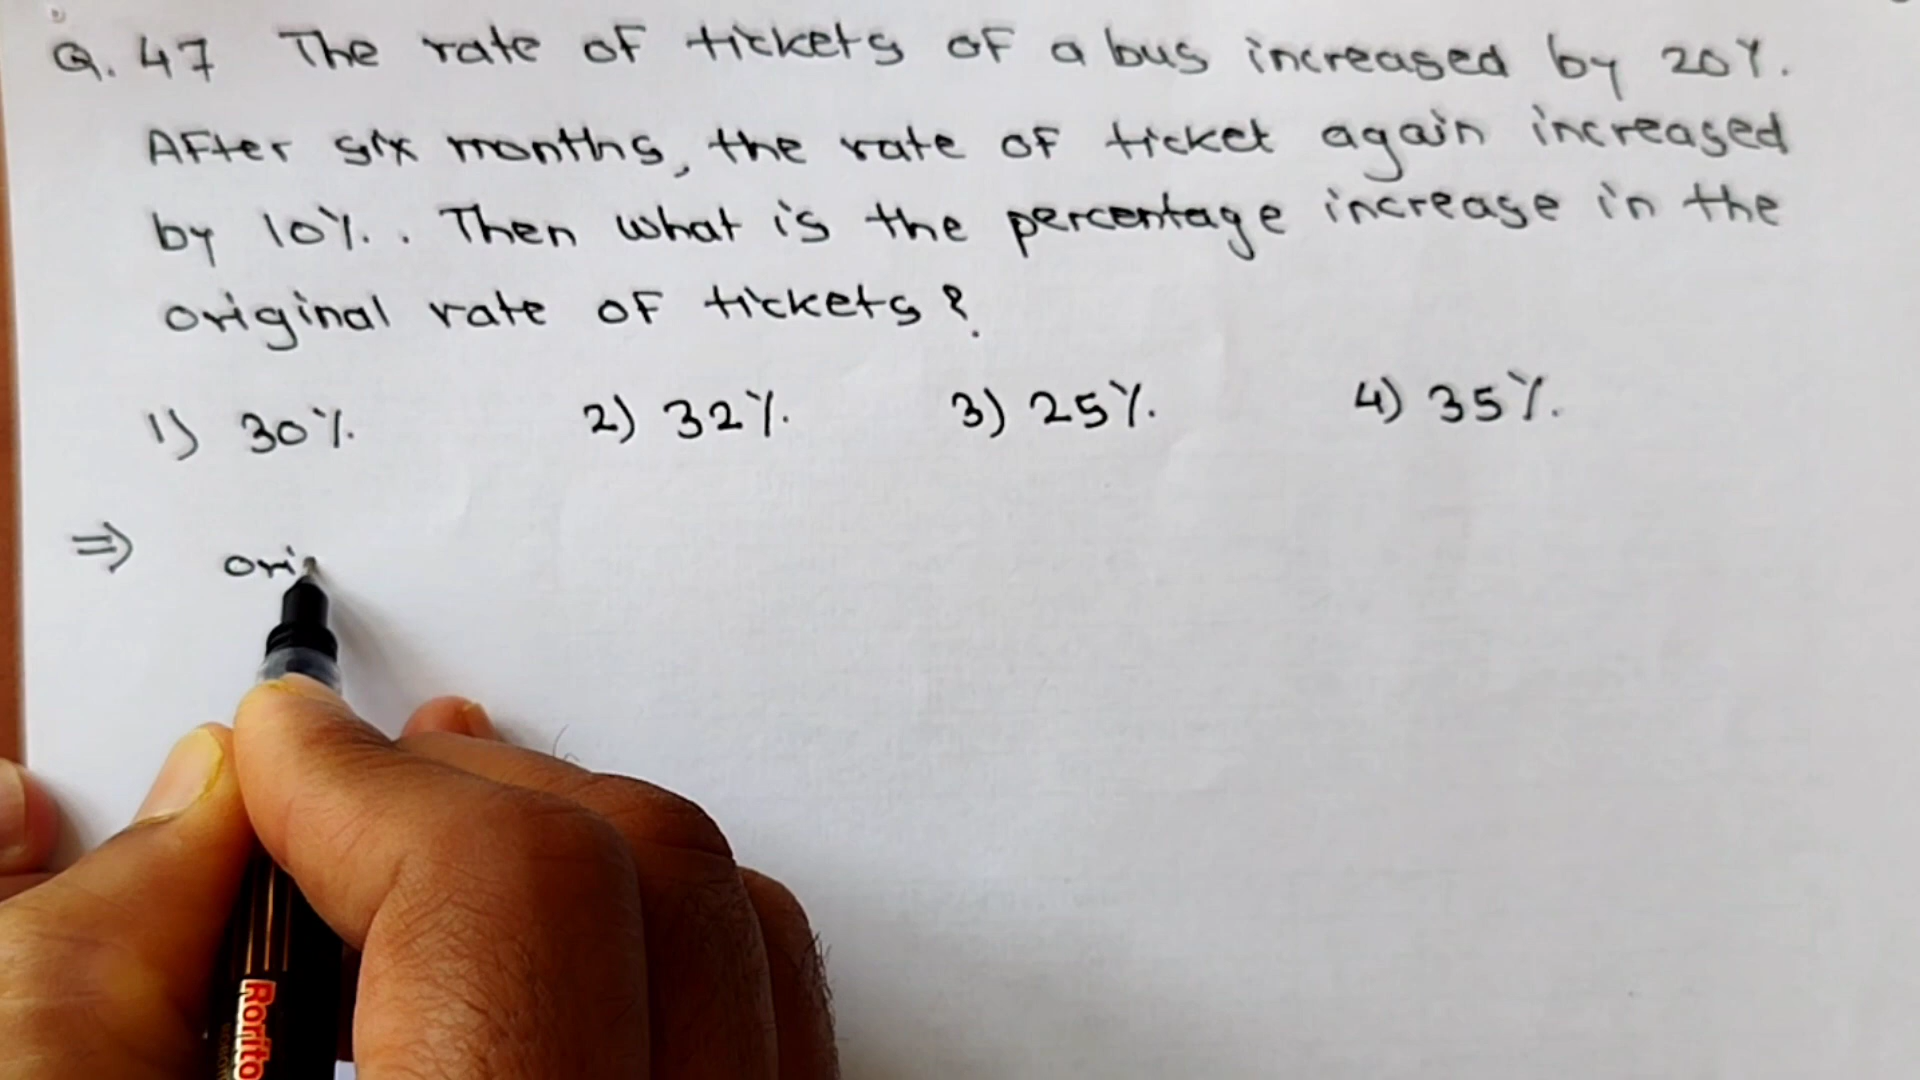 Q. 47 The rate of tickets of a bus increased by 20%.
After six months, the rate of ticket again increased
by 10%. . Then what is the percentage increase in the
original rate of tickets?
1) 30% 2) 32% 3) 25% 4) 35%
⇒ ori
Rorito